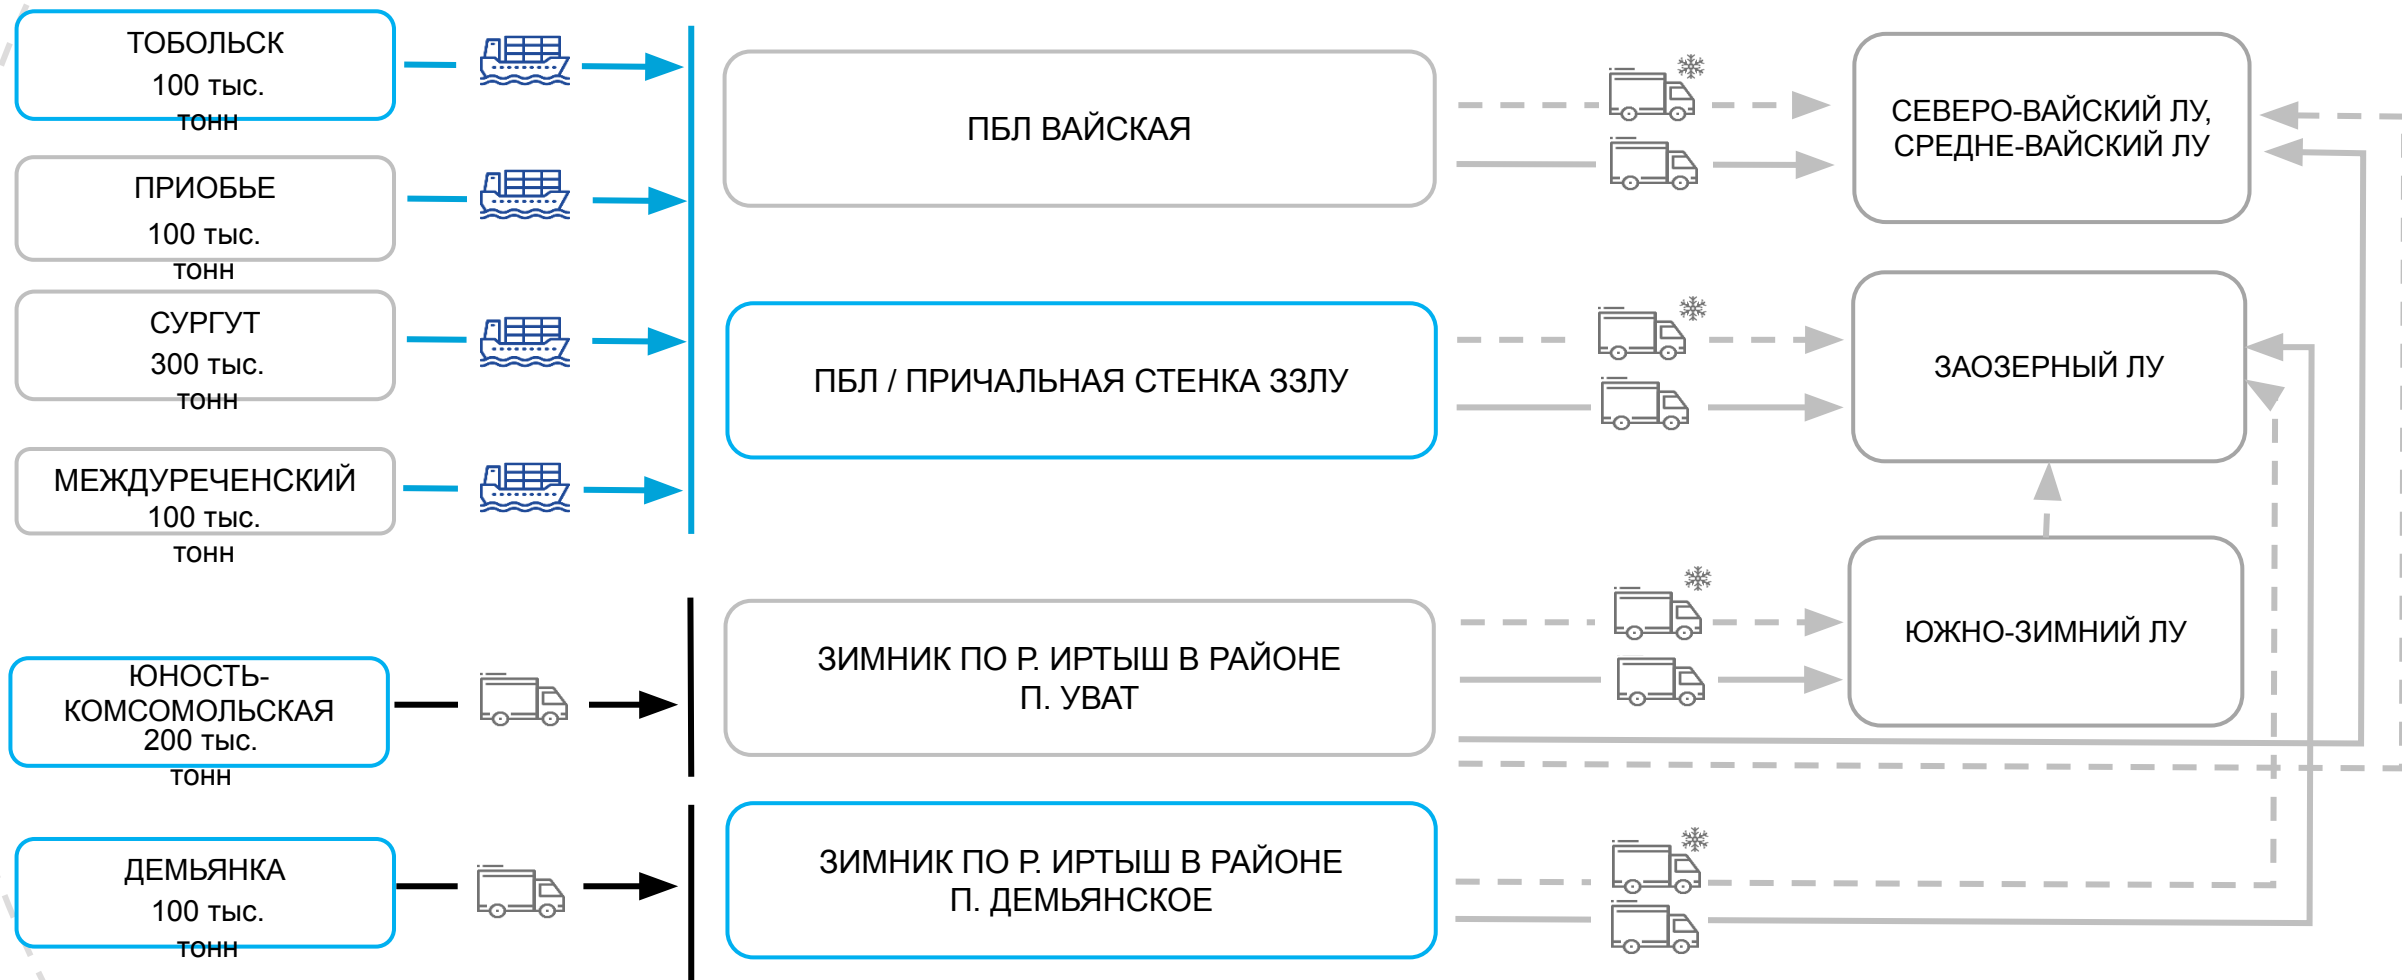 ТОБОЛЬСК
100 тыс.
тонн
ПРИОБЬЕ
100 тыс.
тонн
СУРГУТ
300 тыс.
тонн
МЕЖДУРЕЧЕНСКИЙ
100 тыс.
тонн
ЮНОСТЬ-
КОМСОМОЛЬСКАЯ
200 тыс.
тонн
ДЕМЬЯНКА
100 тыс.
тонн
ПБЛ ВАЙСКАЯ
ПБЛ / ПРИЧАЛЬНАЯ СТЕНКА ЗЗЛУ
ЗИМНИК ПО Р. ИРТЫШ В РАЙОНЕ
П. УВАТ
ЗИМНИК ПО Р. ИРТЫШ В РАЙОНЕ
П. ДЕМЬЯНСКОЕ
СЕВЕРО-ВАЙСКИЙ ЛУ,
СРЕДНЕ-ВАЙСКИЙ ЛУ
ЗАОЗЕРНЫЙ ЛУ
ЮЖНО-ЗИМНИЙ ЛУ